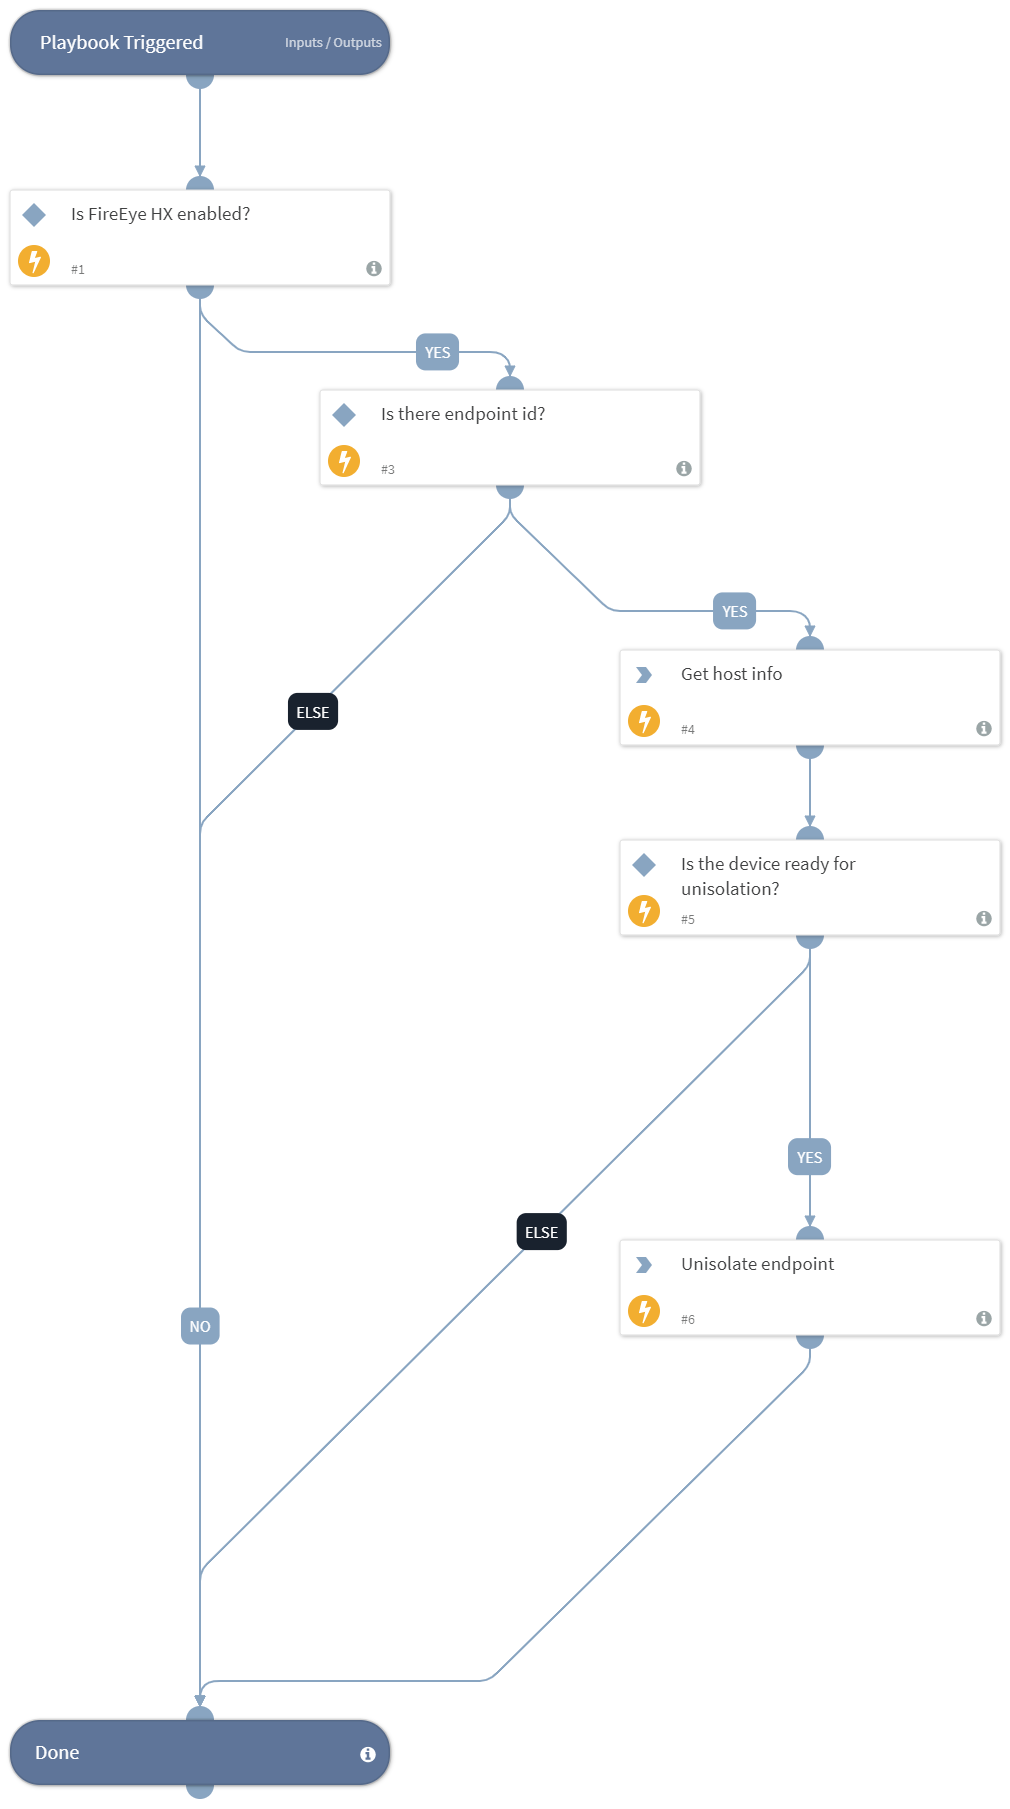 Playbook Triggered
Inputs / Outputs
Is FireEye HX enabled?
#1
YES
Is there endpoint id?
#3
YES
Get host info
#4
ELSE
Is the device ready for
unisolation?
#5
YES
ELSE
Unisolate endpoint
#6
NO
Done